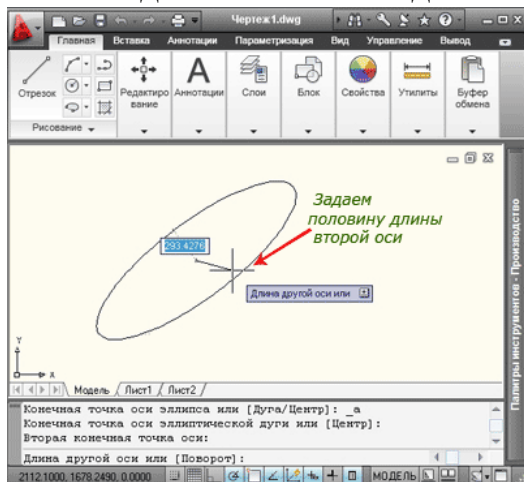 Чертеж1.dwg
Главная Вставка Аннотации Параметризация Вид Управление Вывод
Отрезок Редактиро Аннотации Слои Блок Свойства Утилиты Буфер
вание обмена
Рисование
Задаем
половину длины
второй оси
293.4276
Длина другой оси или
Палитры инструментов - Производство
Y
X
Модель Лист1 Лист2
Конечная точка оси эллипса или [Дуга/Центр]: _a
Конечная точка оси эллиптической дуги или [Центр]:
Вторая конечная точка оси:
Длина другой оси или [Поворот]:
2112.1000, 1678.2490, 0.0000 МОДЕЛЬ